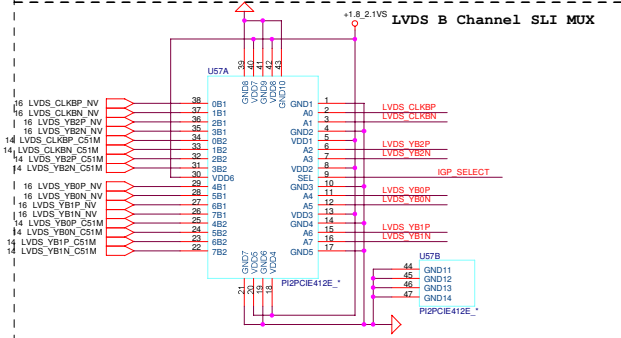 +1.8_2.1VS
LVDS B Channel SLI MUX
U57A
39 40 41 42 43
GND8 VDD7 GND9 VDD8 GND10
16 LVDS_CLKBP_NV 38 0B1
16 LVDS_CLKBN_NV 37 1B1
16 LVDS_YB2P_NV 36 2B1
16 LVDS_YB2N_NV 35 3B1
14 LVDS_CLKBP_C51M 34 0B2
14 LVDS_CLKBN_C51M 33 1B2
14 LVDS_YB2P_C51M 32 2B2
14 LVDS_YB2N_C51M 31 3B2
30 VDD6
16 LVDS_YB0P_NV 29 4B1
16 LVDS_YB0N_NV 28 5B1
16 LVDS_YB1P_NV 27 6B1
16 LVDS_YB1N_NV 26 7B1
14 LVDS_YB0P_C51M 25 4B2
14 LVDS_YB0N_C51M 24 5B2
14 LVDS_YB1P_C51M 23 6B2
14 LVDS_YB1N_C51M 22 7B2
GND1 1
A0 2 LVDS_CLKBP
A1 3 LVDS_CLKBN
GND2 4
VDD1 5
A2 6 LVDS_YB2P
A3 7 LVDS_YB2N
VDD2 8
SEL 9 IGP_SELECT
GND3 10
A4 11 LVDS_YB0P
A5 12 LVDS_YB0N
VDD3 13
GND4 14
A6 15 LVDS_YB1P
A7 16 LVDS_YB1N
GND5 17
GND7 VDD5 GND6 VDD4
21 20 19 18
PI2PCIE412E_*
U57B
44 GND11
45 GND12
46 GND13
47 GND14
PI2PCIE412E_*